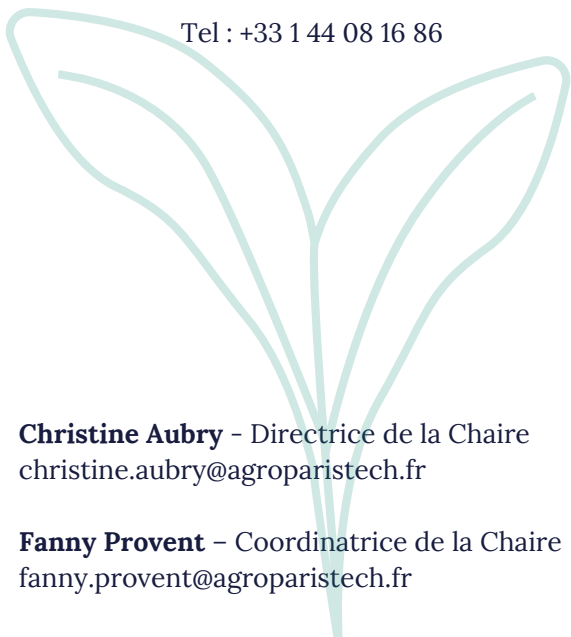 Tel : +33 1 44 08 16 86
Christine Aubry - Directrice de la Chaire
christine.aubry@agroparistech.fr
Fanny Provent – Coordinatrice de la Chaire
fanny.provent@agroparistech.fr